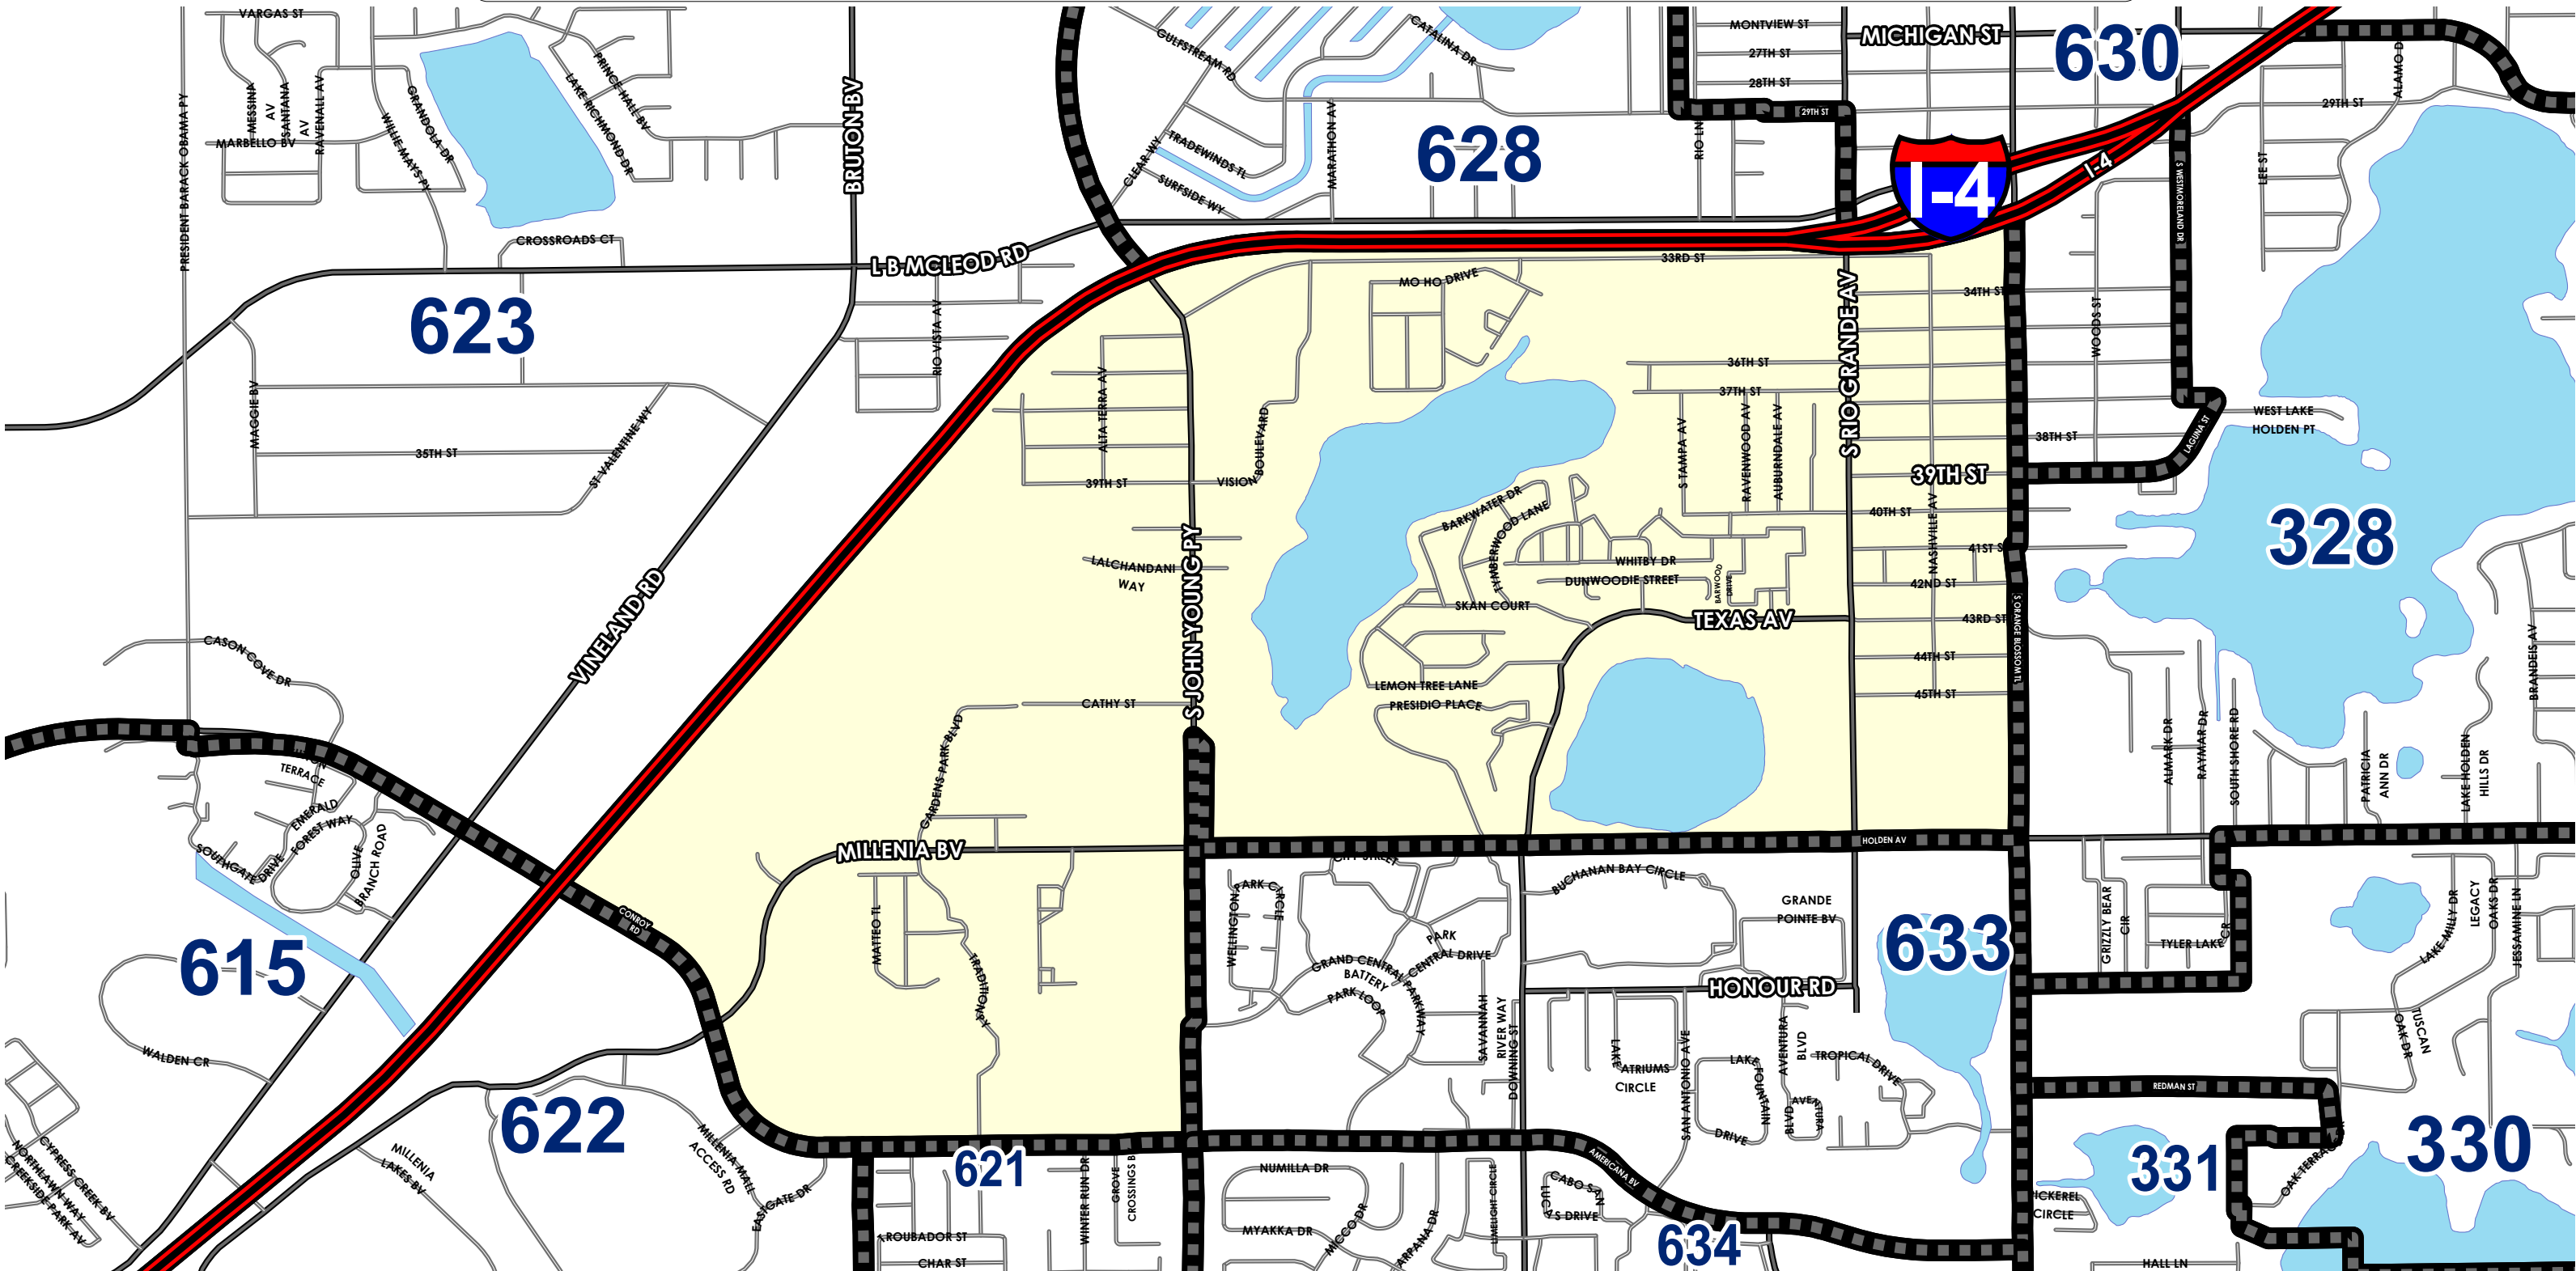 VARGAS ST
PRESIDENT BARACK OBAMA PY
MESSINA
AV
SANTANA
AV
RAVENALL AV
MARBELLO BV
WILLIE MAYS PY
GRANDOLA DR
LAKE RICHMOND DR
PRINCE HALL BV
CROSSROADS CT
BRUTON BV
L B MCLEOD RD
623
MAGGIE BV
35TH ST
ST VALENTINE WY
RIO VISTA AV
VINELAND RD
CASON COVE DR
GULFSTREAM RD
CATALINA DR
CLEAR WY
TRADEWINDS TL
SURFSIDE WY
MARATHON AV
628
RIO LN
MONTVIEW ST
27TH ST
28TH ST
29TH ST
MICHIGAN ST
630
I-4
I-4
S WESTMORELAND DR
LEE ST
29TH ST
ALAMO D
33RD ST
MO HO DRIVE
34TH ST
WOODS ST
36TH ST
37TH ST
S RIO GRANDE AV
S TAMPA AV
RAVENWOOD AV
AUBURNDALE AV
38TH ST
39TH ST
40TH ST
41ST S
42ND ST
43RD ST
44TH ST
45TH ST
NASHVILLE AV
S ORANGE BLOSSOM TL
LAGUNA ST
WEST LAKE
HOLDEN PT
328
ALTA TERRA AV
39TH ST
VISION
BOULEVARD
LALCHANDANI
WAY
S JOHN YOUNG PY
BARKWATER DR
TYMBERWOOD LANE
WHITBY DR
DUNWOODIE STREET
BARWOOD
DRIVE
SKAN COURT
TEXAS AV
LEMON TREE LANE
PRESIDIO PLACE
CATHY ST
GARDENS PARK BLVD
MILLENIA BV
HOLDEN AV
TERRACE
EMERALD
FOREST WAY
SOUTHGATE DRIVE
OLIVE
BRANCH ROAD
615
WALDEN CR
CONROY
RD
MATTEO TL
TRADITIONS PY
622
MILLENIA
LAKES BV
MILLENIA MALL
ACCESS RD
EASTGATE DR
CYPRESS CREEK BV
NORTHLAWN WAY
CREEKSIDE PARK AV
621
WINTER RUN DR
GROVE
CROSSINGS B
ROUBADOR ST
CHAR ST
CITY STREET
WELLINGTON
PARK CIRCLE
GRAND CENTRAL
PARKWAY
BATTERY
PARK LOOP
PARK
CENTRAL DRIVE
SAVANNAH
RIVER WAY
DOWNING ST
BUCHANAN BAY CIRCLE
GRANDE
POINTE BV
633
HONOUR RD
LAKE
ATRIUMS
CIRCLE
SAN ANTONIO AVE
LAKE
FOUNTAIN
DRIVE
AVENTURA
BLVD
AVENTURA
BLVD
TROPICAL DRIVE
NUMILLA DR
MYAKKA DR
MICCO DR
ARPANA DR
LIMELIGHT CIRCLE
CABO SAN
LUCAS DRIVE
AMERICANA BV
634
ALMARK DR
RAYMAR DR
SOUTH SHORE RD
PATRICIA
ANN DR
LAKE HOLDEN
HILLS DR
BRANDEIS AV
GRIZZLY BEAR
CIR
TYLER LAKE
CR
LAKE MILLY DR
LEGACY
OAKS DR
JESSAMINE LN
TUSCAN
OAK DR
REDMAN ST
331
330
PICKEREL
CIRCLE
OAK TERRACE DR
HALL LN